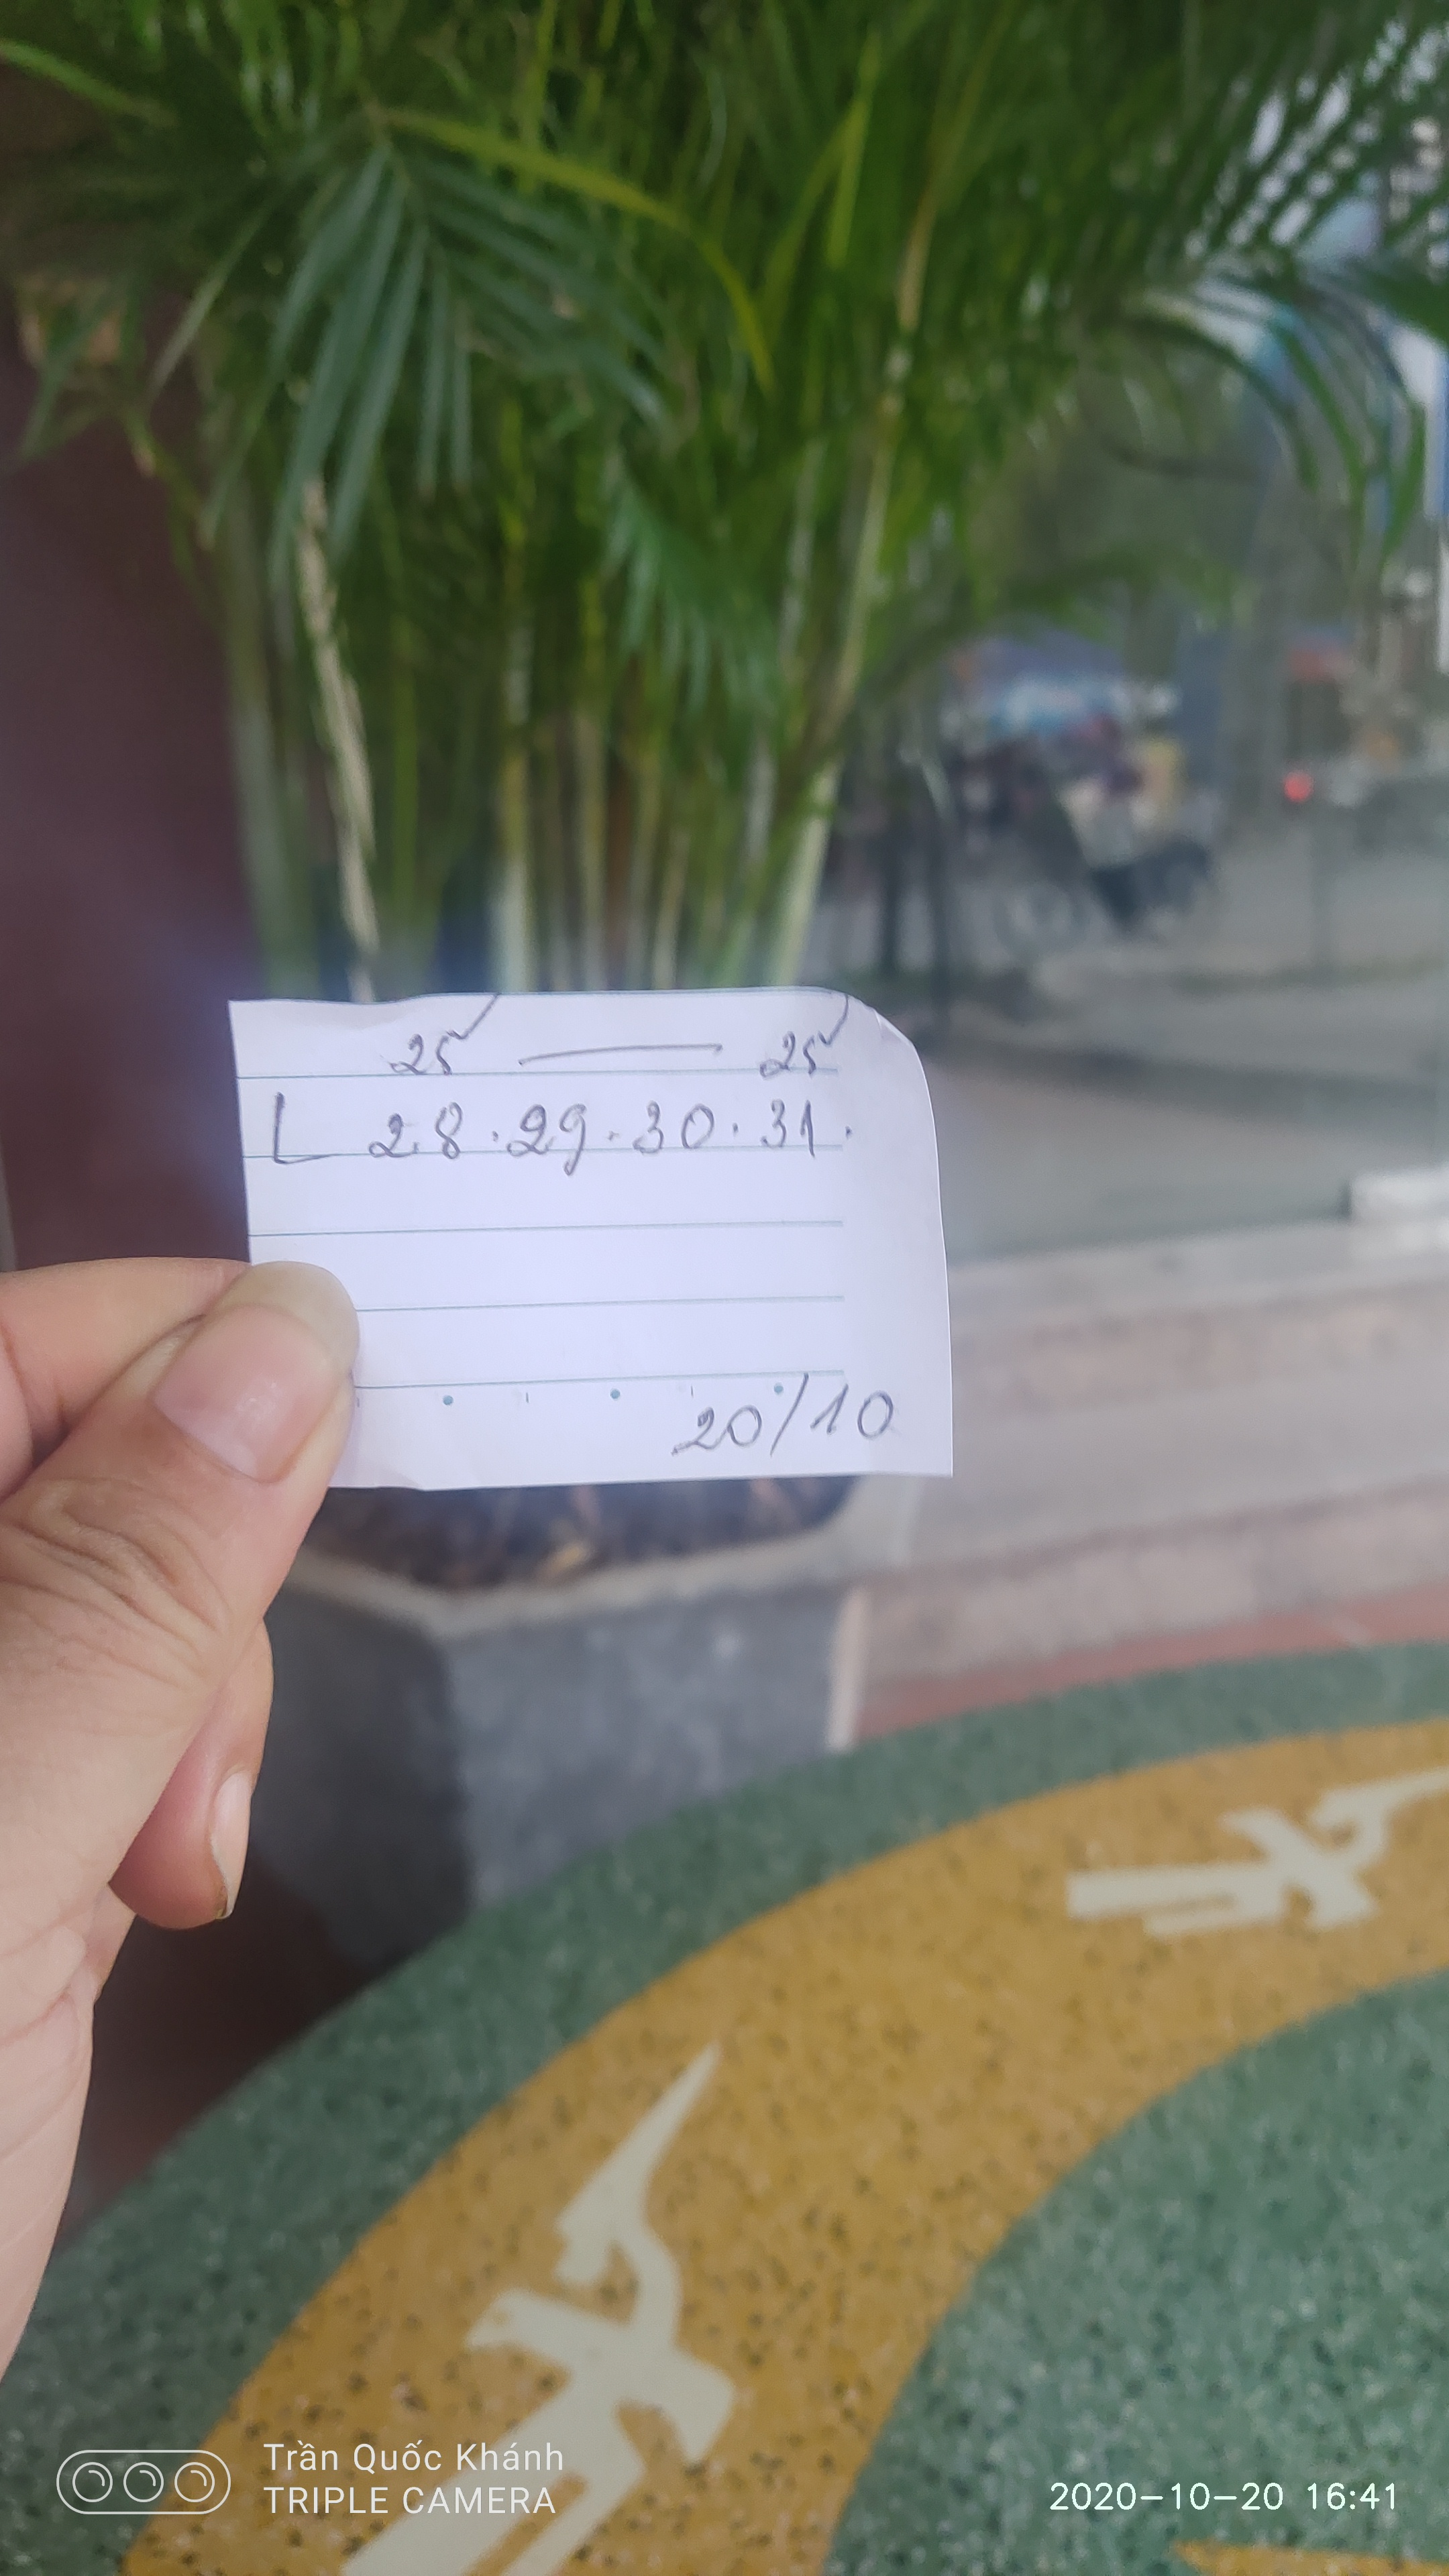 25 — 25
L 28.29.30.31.
20/10
Trần Quốc Khánh
TRIPLE CAMERA
2020-10-20 16:41